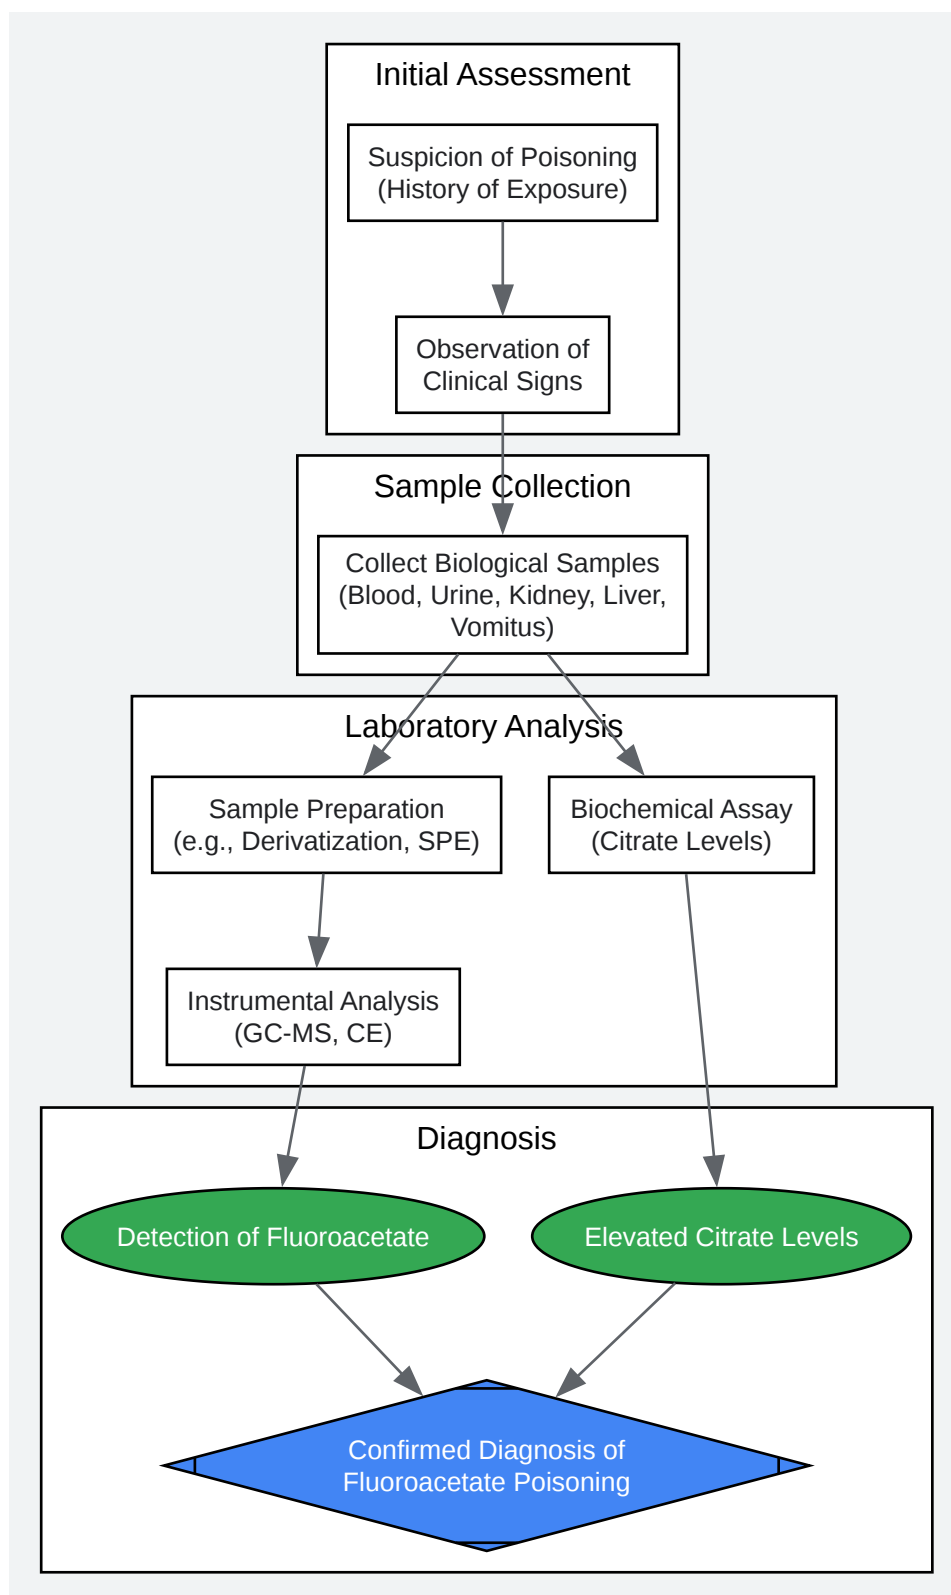 Initial Assessment
Suspicion of Poisoning
(History of Exposure)
Observation of
Clinical Signs
Sample Collection
Collect Biological Samples
(Blood, Urine, Kidney, Liver,
Vomitus)
Laboratory Analysis
Sample Preparation
(e.g., Derivatization, SPE)
Biochemical Assay
(Citrate Levels)
Instrumental Analysis
(GC-MS, CE)
Diagnosis
Detection of Fluoroacetate
Elevated Citrate Levels
Confirmed Diagnosis of
Fluoroacetate Poisoning